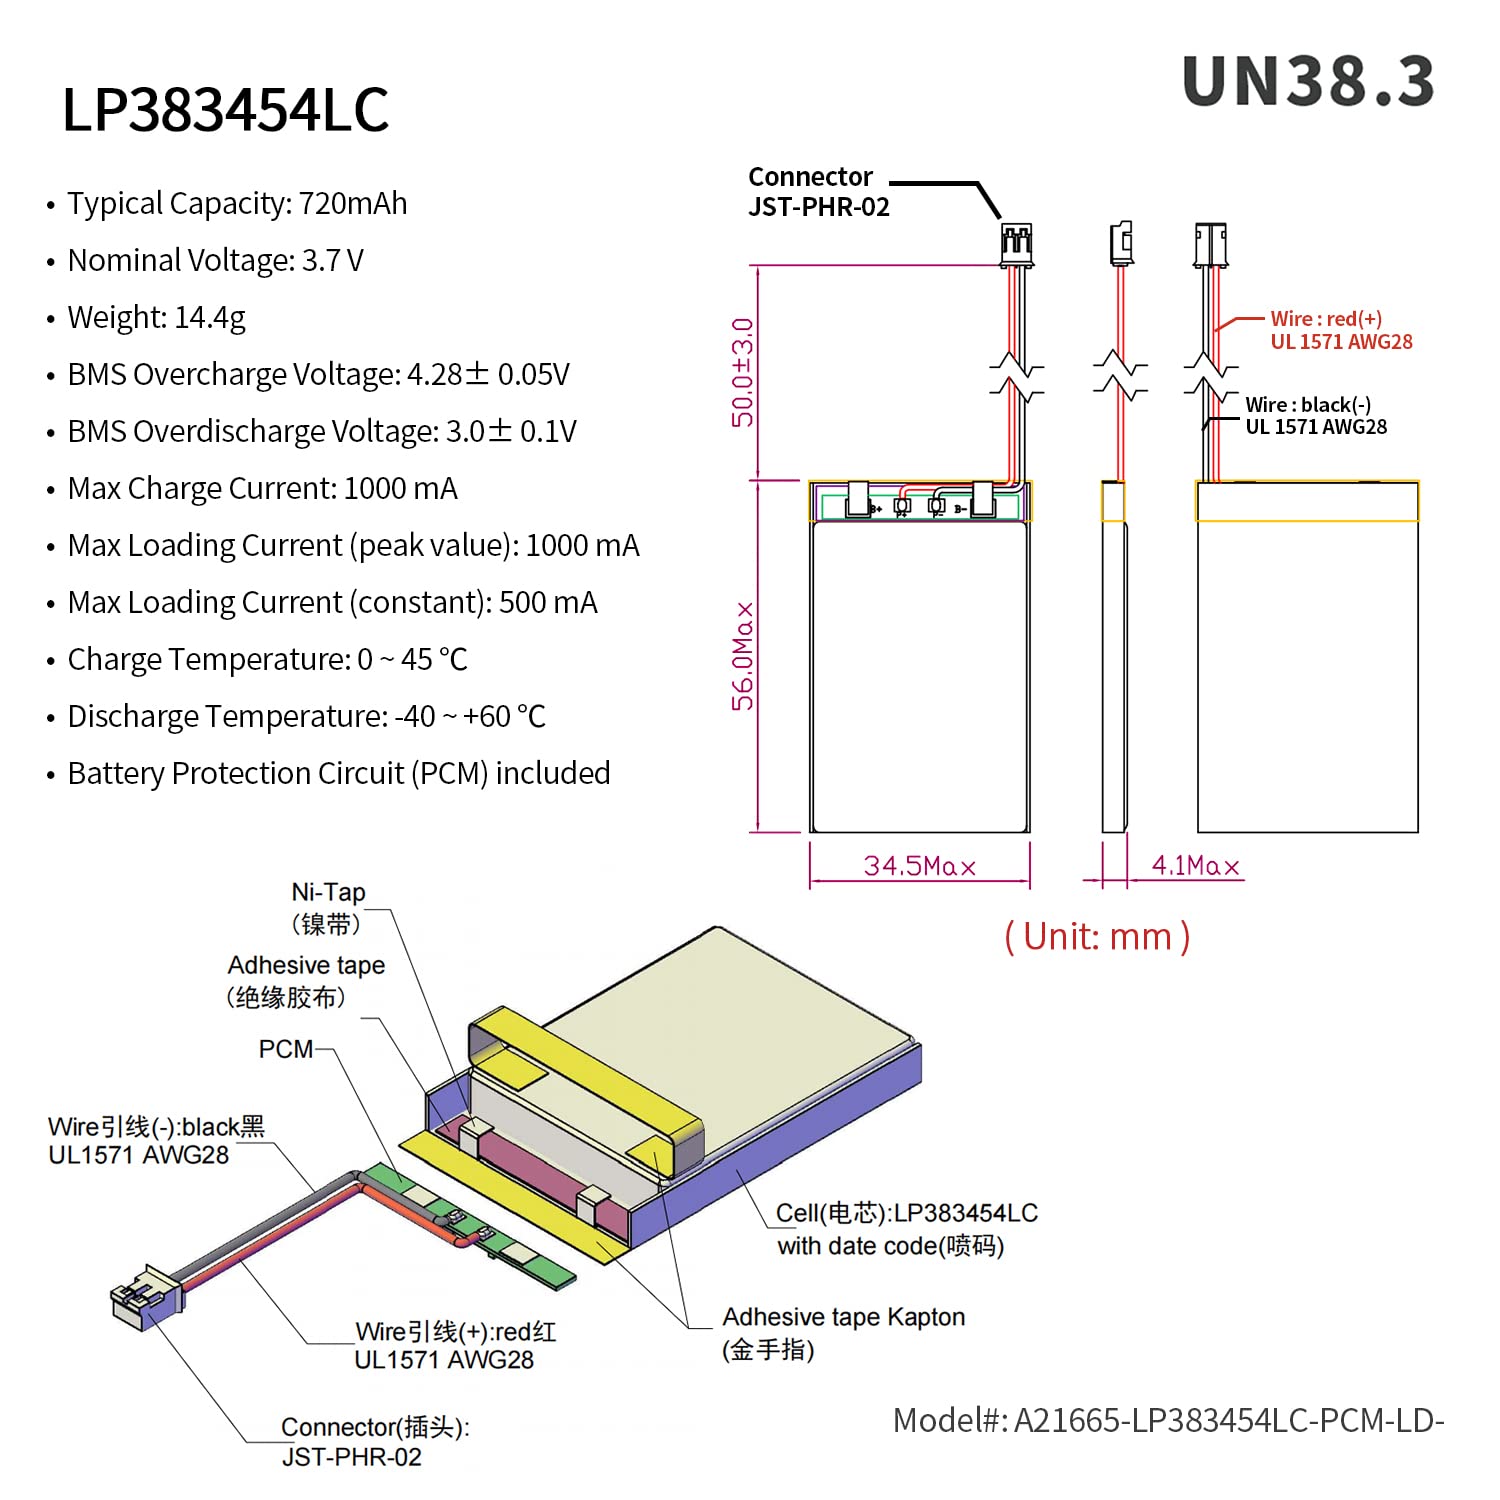 LP383454LC
UN38.3
• Typical Capacity: 720mAh
• Nominal Voltage: 3.7 V
• Weight: 14.4g
• BMS Overcharge Voltage: 4.28± 0.05V
• BMS Overdischarge Voltage: 3.0± 0.1V
• Max Charge Current: 1000 mA
• Max Loading Current (peak value): 1000 mA
• Max Loading Current (constant): 500 mA
• Charge Temperature: 0 ~ 45 ℃
• Discharge Temperature: -40 ~ +60 ℃
• Battery Protection Circuit (PCM) included
Connector
JST-PHR-02
50.0±3.0
Wire : red(+)
UL 1571 AWG28
Wire : black(-)
UL 1571 AWG28
B+
P+
P-
B-
56.0Max
34.5Max
4.1Max
( Unit: mm )
Ni-Tap
(镍带)
Adhesive tape
(绝缘胶布)
PCM
Wire引线(-):black黑
UL1571 AWG28
Cell(电芯):LP383454LC
with date code(喷码)
Adhesive tape Kapton
(金手指)
Wire引线(+):red红
UL1571 AWG28
Connector(插头):
JST-PHR-02
Model#: A21665-LP383454LC-PCM-LD-